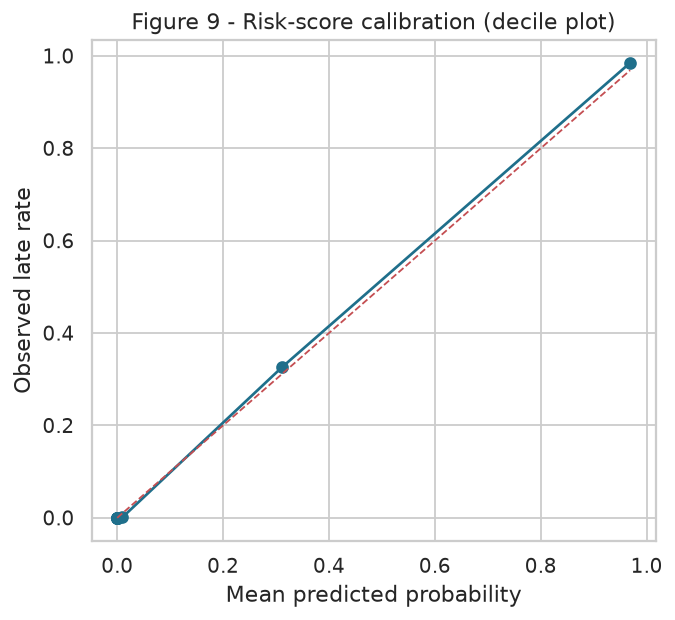 Figure 9 - Risk-score calibration (decile plot)
1.0
0.8
0.6
0.4
0.2
0.0
Observed late rate
0.0 0.2 0.4 0.6 0.8 1.0
Mean predicted probability